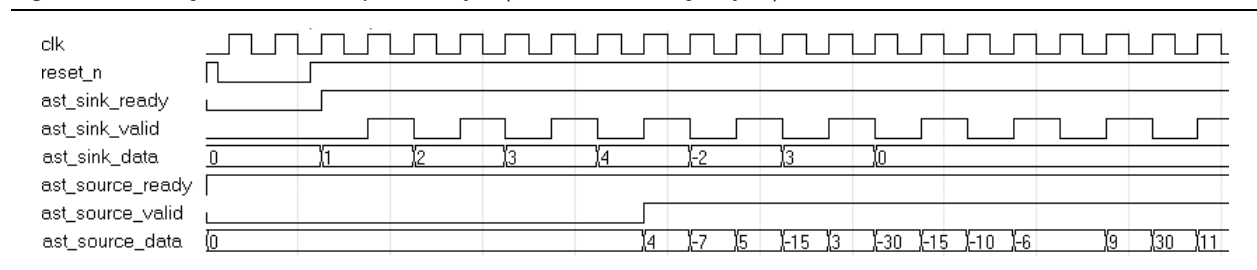 clk
reset_n
ast_sink_ready
ast_sink_valid
ast_sink_data 0 1 2 3 4 -2 3 0
ast_source_ready
ast_source_valid
ast_source_data 0 4 -7 5 -15 3 -30 -15 -10 -6 9 30 11